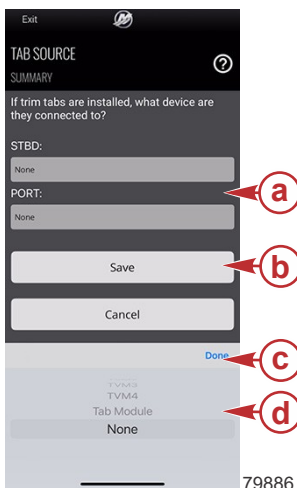 Exit
TAB SOURCE
?
SUMMARY
If trim tabs are installed, what device are
they connected to?
STBD:
None
a
PORT:
None
Save
b
Cancel
Done
c
TVM3
TVM4
Tab Module
d
None
79886